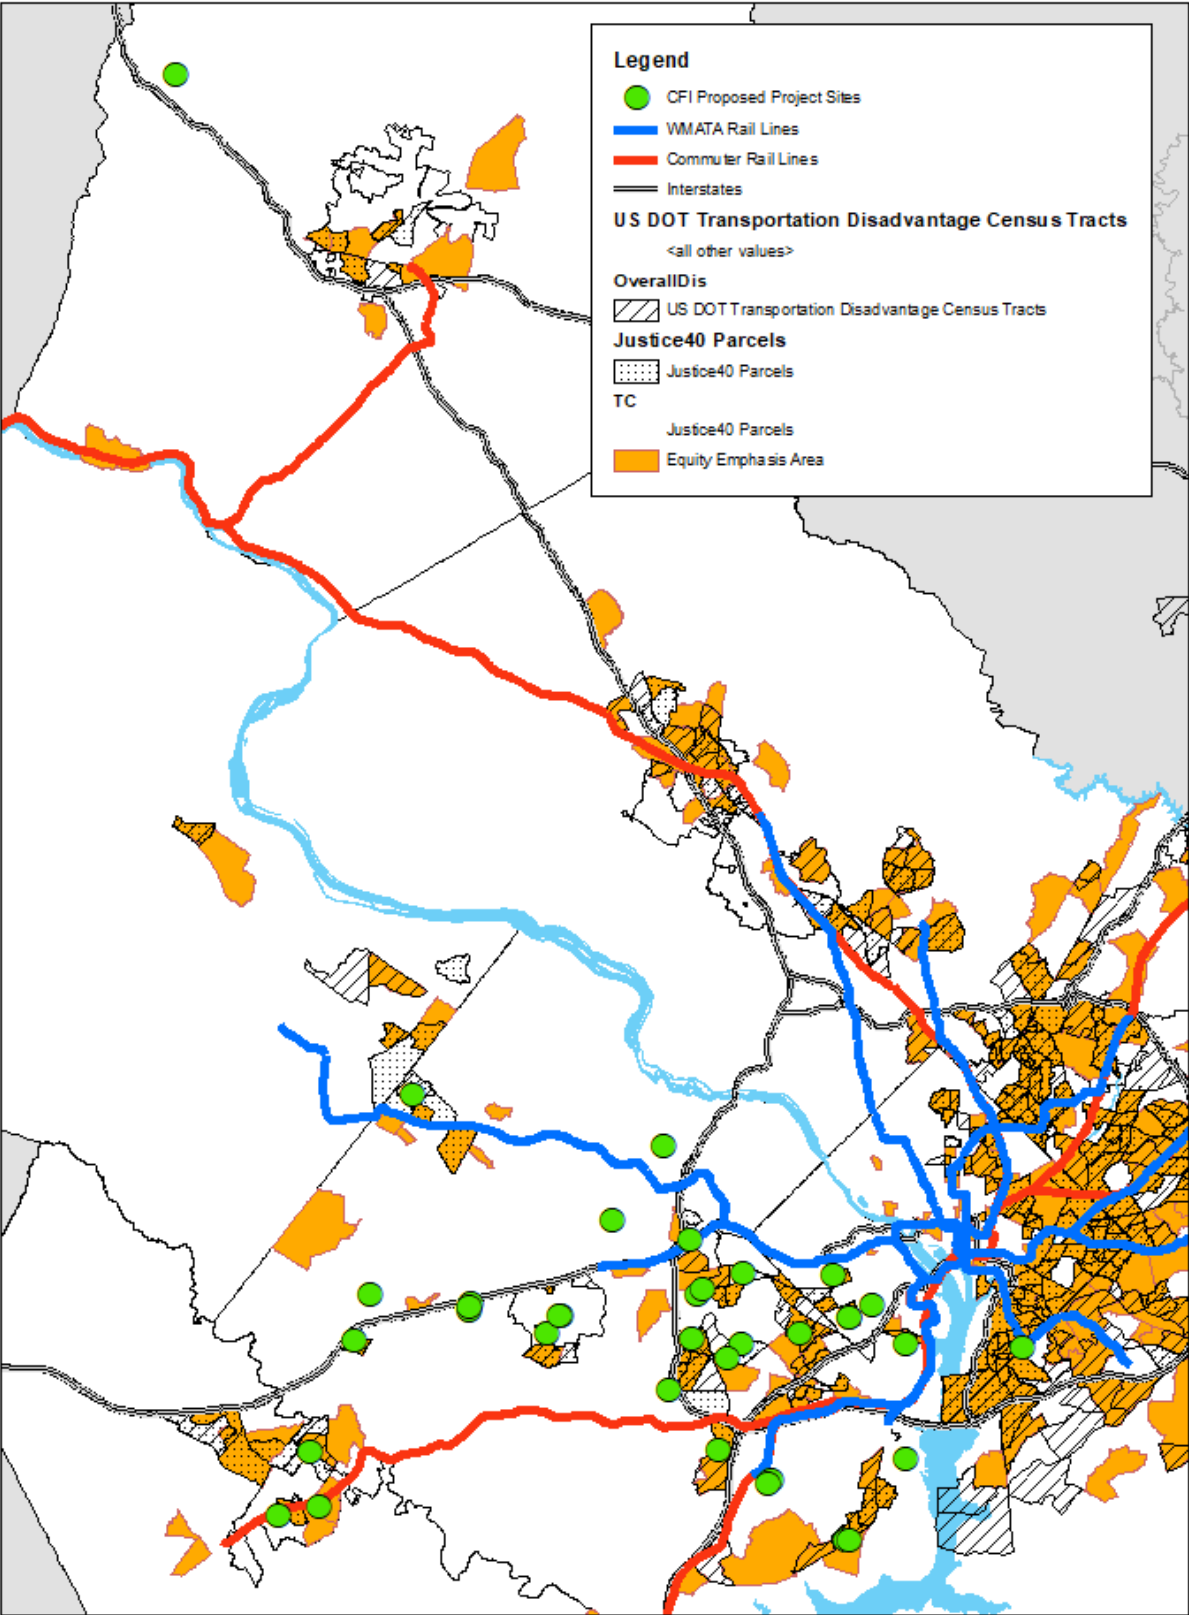 Legend
CFI Proposed Project Sites
WMATA Rail Lines
Commuter Rail Lines
Interstates
US DOT Transportation Disadvantage Census Tracts
<all other values>
OverallDis
US DOT Transportation Disadvantage Census Tracts
Justice40 Parcels
Justice40 Parcels
TC
Justice40 Parcels
Equity Emphasis Area